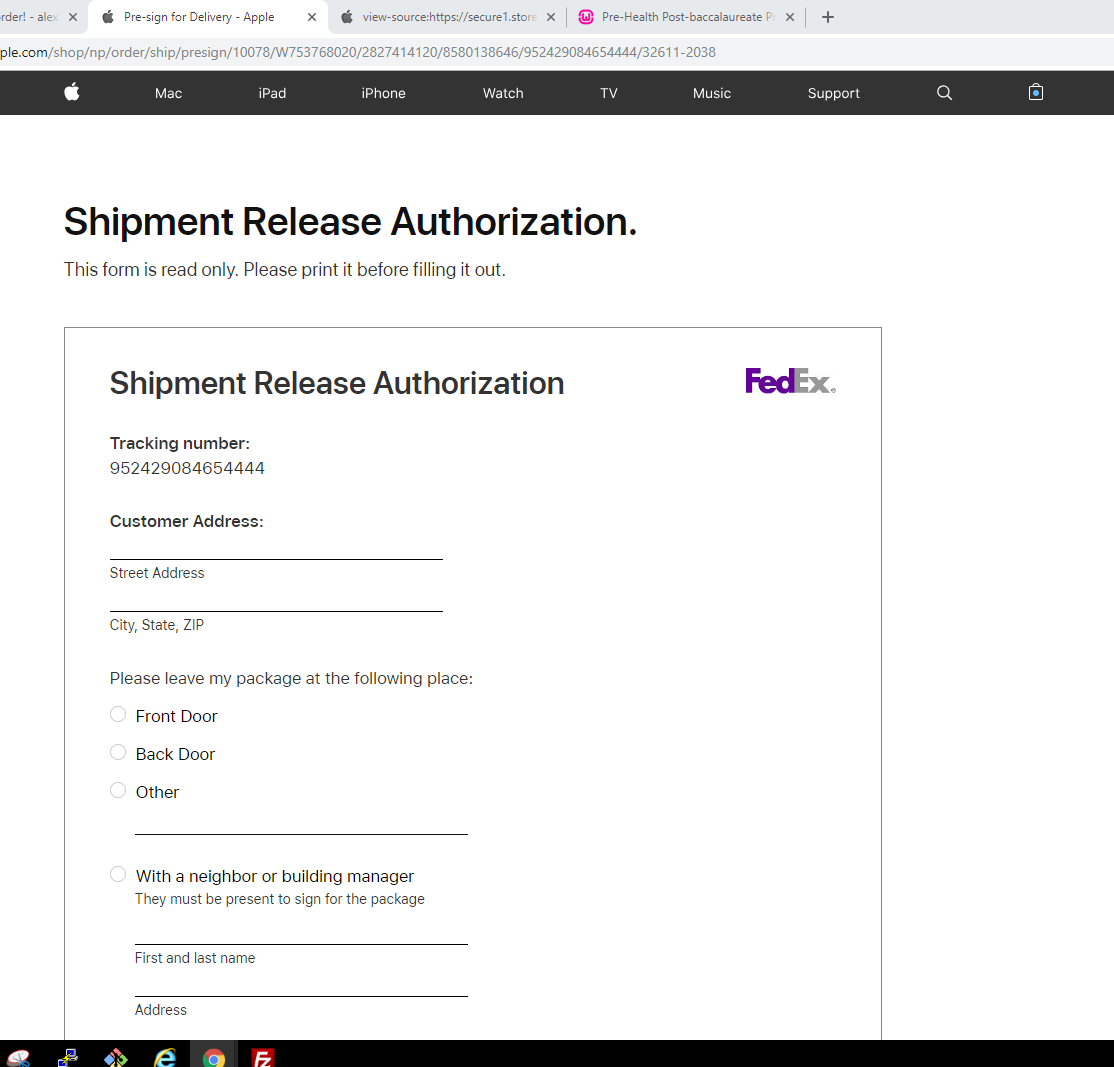 rder! - alex
Pre-sign for Delivery - Apple
view-source:https://secure1.store
Pre-Health Post-baccalaureate Pr
ple.com/shop/np/order/ship/presign/10078/W753768020/2827414120/8580138646/952429084654444/32611-2038
Mac iPad iPhone Watch TV Music Support
Shipment Release Authorization.
This form is read only. Please print it before filling it out.
Shipment Release Authorization
FedEx®
Tracking number:
952429084654444
Customer Address:
Street Address
City, State, ZIP
Please leave my package at the following place:
Front Door
Back Door
Other
With a neighbor or building manager
They must be present to sign for the package
First and last name
Address